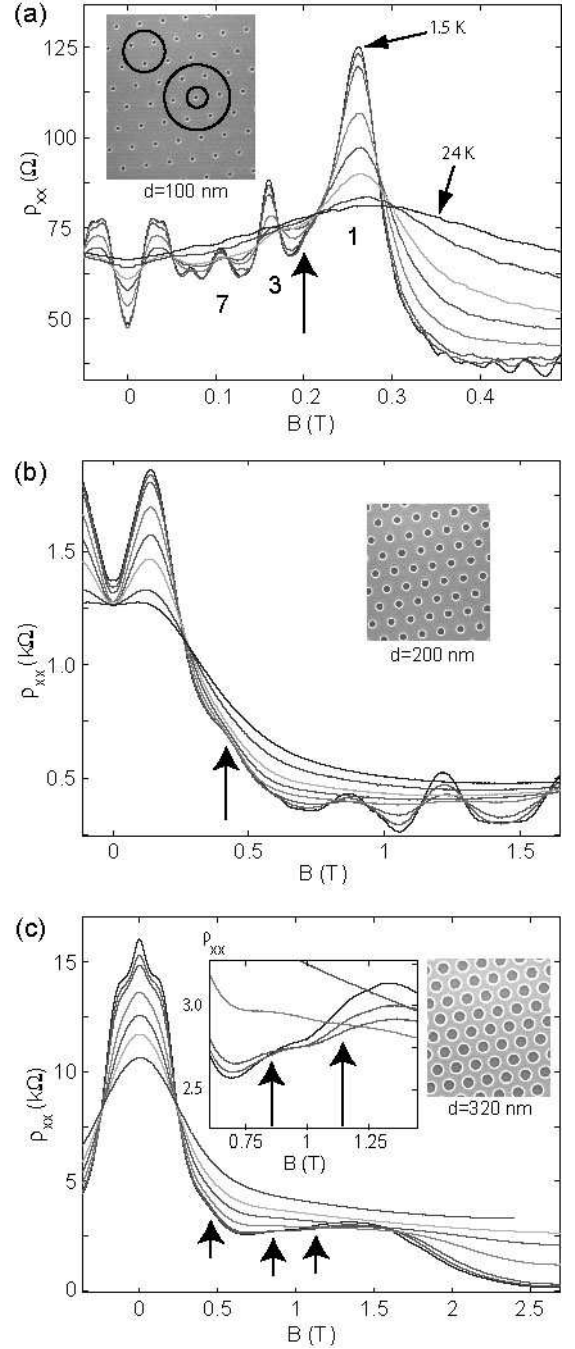 (a)
1.5 K
125
100
75
50
ρxx (Ω)
24 K
d=100 nm
7
3
1
0
0.1
0.2
0.3
0.4
B (T)
(b)
1.5
1.0
0.5
ρxx (kΩ)
d=200 nm
0
0.5
1
1.5
B (T)
(c)
15
10
5
0
ρxx (kΩ)
ρxx
3.0
2.5
0.75
1
1.25
B (T)
d=320 nm
0
0.5
1
1.5
2
2.5
B (T)